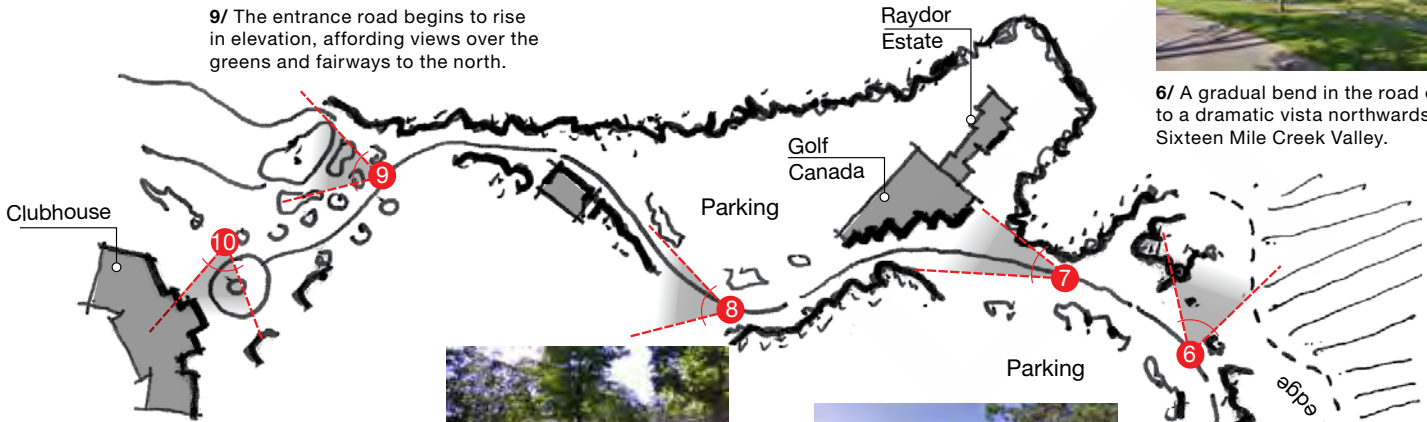 9/ The entrance road begins to rise
in elevation, affording views over the
greens and fairways to the north.
Raydor
Estate
6/ A gradual bend in the road
to a dramatic vista northwards
Sixteen Mile Creek Valley.
Golf
Canada
Clubhouse
Parking
9
10
8
7
6
Parking
edge